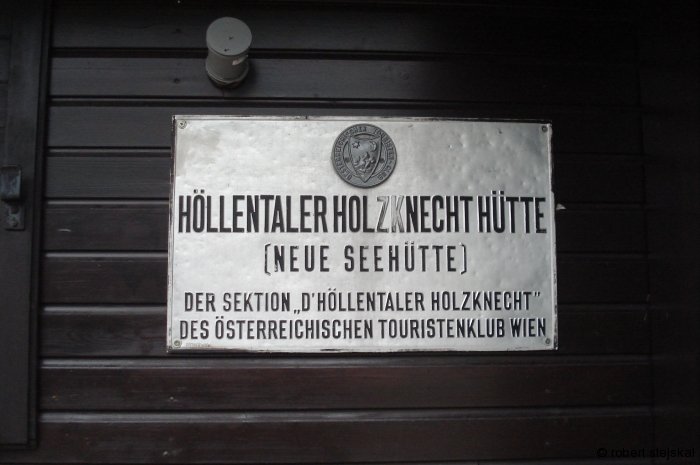 HÖLLENTALER HOLZKNECHT HÜTTE
(NEUE SEEHÜTTE)
DER SEKTION „D'HÖLLENTALER HOLZKNECHT"
DES ÖSTERREICHISCHEN TOURISTENKLUB WIEN
© robert stejskal